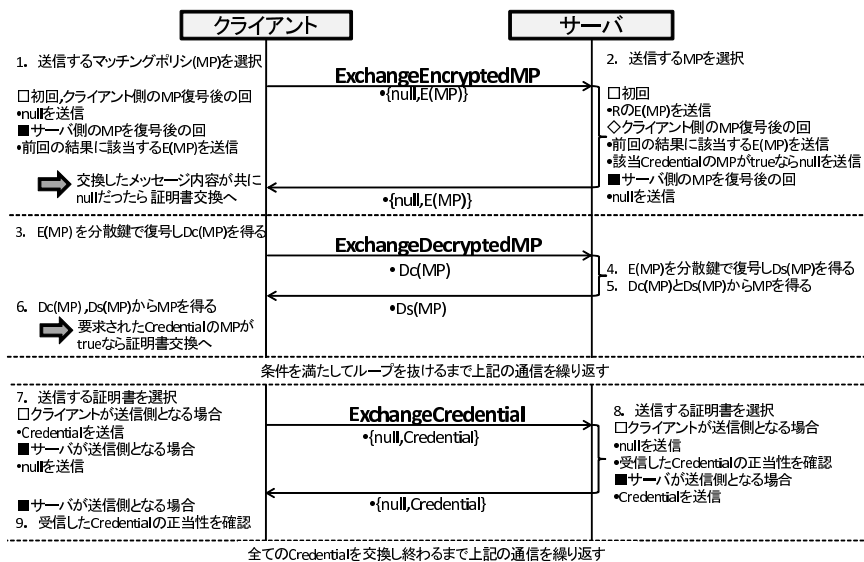 クライアント
サーバ
1. 送信するマッチングポリシ(MP)を選択
□初回,クライアント側のMP復号後の回
•nullを送信
■サーバ側のMPを復号後の回
•前回の結果に該当するE(MP)を送信
交換したメッセージ内容が共に
nullだったら証明書交換へ
ExchangeEncryptedMP
•{null,E(MP)}
•{null,E(MP)}
2. 送信するMPを選択
□初回
•RのE(MP)を送信
◇クライアント側のMP復号後の回
•前回の結果に該当するE(MP)を送信
•該当CredentialのMPがtrueならnullを送信
■サーバ側のMPを復号後の回
•nullを送信
3. E(MP)を分散鍵で復号しDc(MP)を得る
ExchangeDecryptedMP
•Dc(MP)
•Ds(MP)
4. E(MP)を分散鍵で復号しDs(MP)を得る
5. Dc(MP)とDs(MP)からMPを得る
6. Dc(MP),Ds(MP)からMPを得る
要求されたCredentialのMPが
trueなら証明書交換へ
条件を満たしてループを抜けるまで上記の通信を繰り返す
7. 送信する証明書を選択
□クライアントが送信側となる場合
•Credentialを送信
■サーバが送信側となる場合
•nullを送信
■サーバが送信側となる場合
9. 受信したCredentialの正当性を確認
ExchangeCredential
•{null,Credential}
•{null,Credential}
8. 送信する証明書を選択
□クライアントが送信側となる場合
•nullを送信
•受信したCredentialの正当性を確認
■サーバが送信側となる場合
•Credentialを送信
全てのCredentialを交換し終わるまで上記の通信を繰り返す